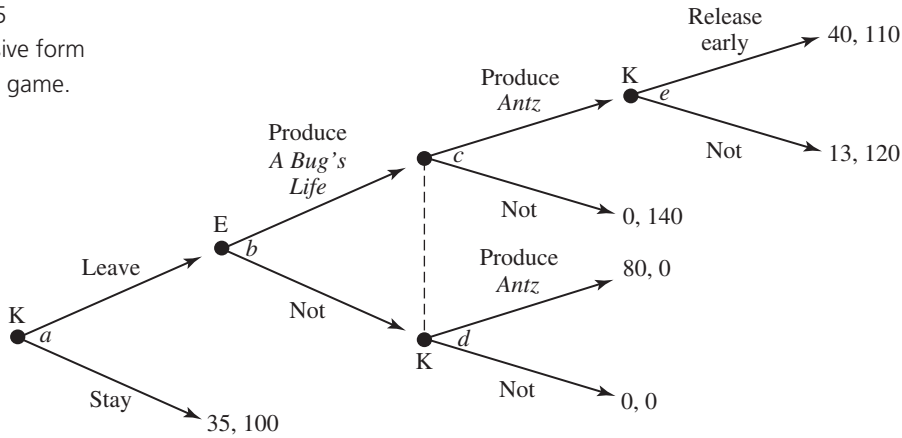 5
sive form
game.
Release
early
40, 110
K
e
Produce
Antz
Not
13, 120
Produce
A Bug's
Life
c
Not
0, 140
E
b
Produce
Antz
80, 0
Leave
Not
K
a
d
K
Not
0, 0
Stay
35, 100